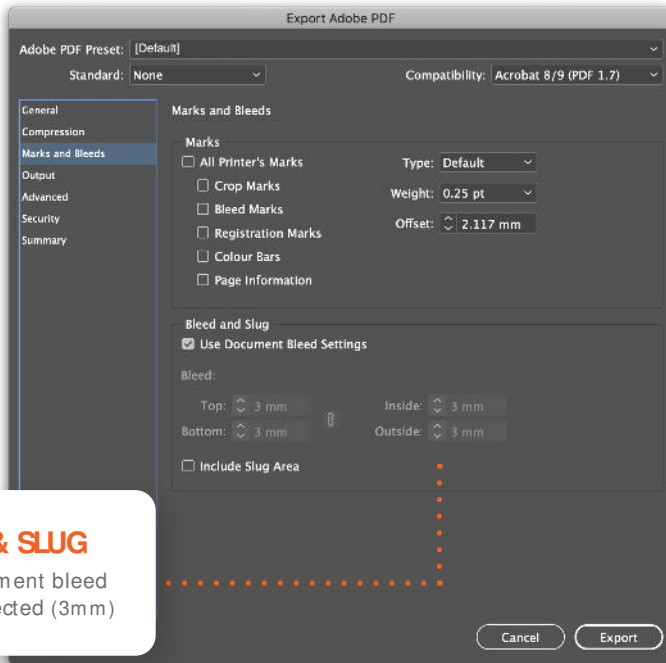 Export Adobe PDF
Adobe PDF Preset: [Default]
Standard: None
Compatibility: Acrobat 8/9 (PDF 1.7)
General
Compression
Marks and Bleeds
Output
Advanced
Security
Summary
Marks and Bleeds
Marks
All Printer's Marks
Crop Marks
Bleed Marks
Registration Marks
Colour Bars
Page Information
Type: Default
Weight: 0.25 pt
Offset: 2.117 mm
Bleed and Slug
Use Document Bleed Settings
Bleed:
Top: 3 mm
Bottom: 3 mm
Inside: 3 mm
Outside: 3 mm
Include Slug Area
& SLUG
bleed
(3mm)
Cancel
Export